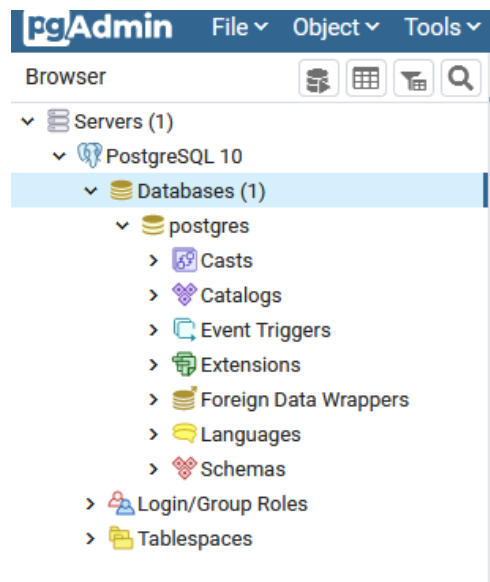 pgAdmin File Object Tools
Browser
Servers (1)
PostgreSQL 10
Databases (1)
postgres
Casts
Catalogs
Event Triggers
Extensions
Foreign Data Wrappers
Languages
Schemas
Login/Group Roles
Tablespaces